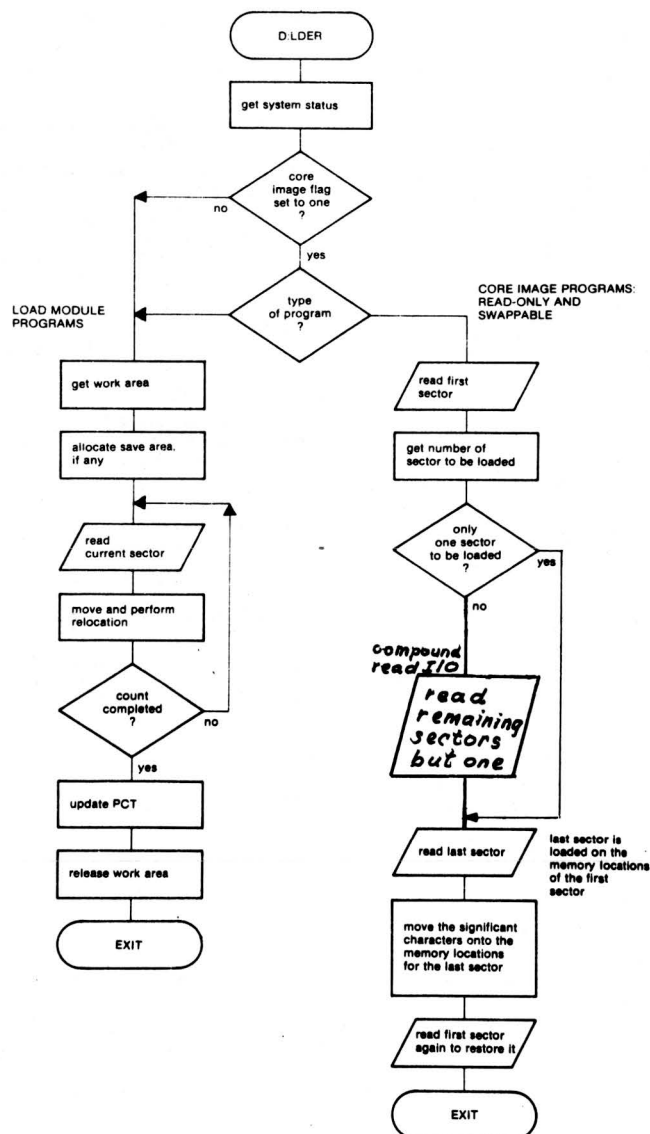 D:LDER
get system status
core
image flag
set to one
?
no
yes
LOAD MODULE
PROGRAMS
type
of program
?
CORE IMAGE PROGRAMS:
READ-ONLY AND
SWAPPABLE
get work area
allocate save area,
if any
read
current sector
move and perform
relocation
count
completed
?
no
yes
update PCT
release work area
EXIT
read first
sector
get number of
sector to be loaded
only
one sector
to be loaded
?
yes
no
compound
read I/O
read
remaining
sectors
but one
read last sector
last sector is
loaded on the
memory locations
of the first
sector
move the significant
characters onto the
memory locations
for the last sector
read first sector
again to restore it
EXIT